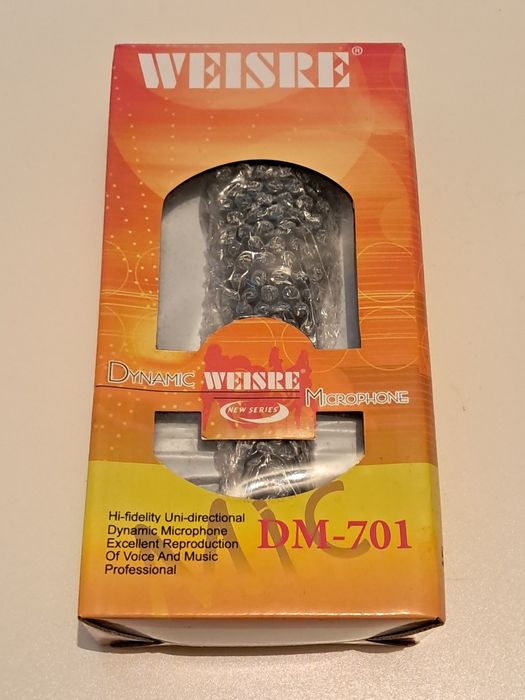 WEISRE®
DYNAMIC
WEISRE®
NEW SERIES
MICROPHONE
Hi-fidelity Uni-directional
Dynamic Microphone
Excellent Reproduction
Of Voice And Music
Professional
MIC
DM-701